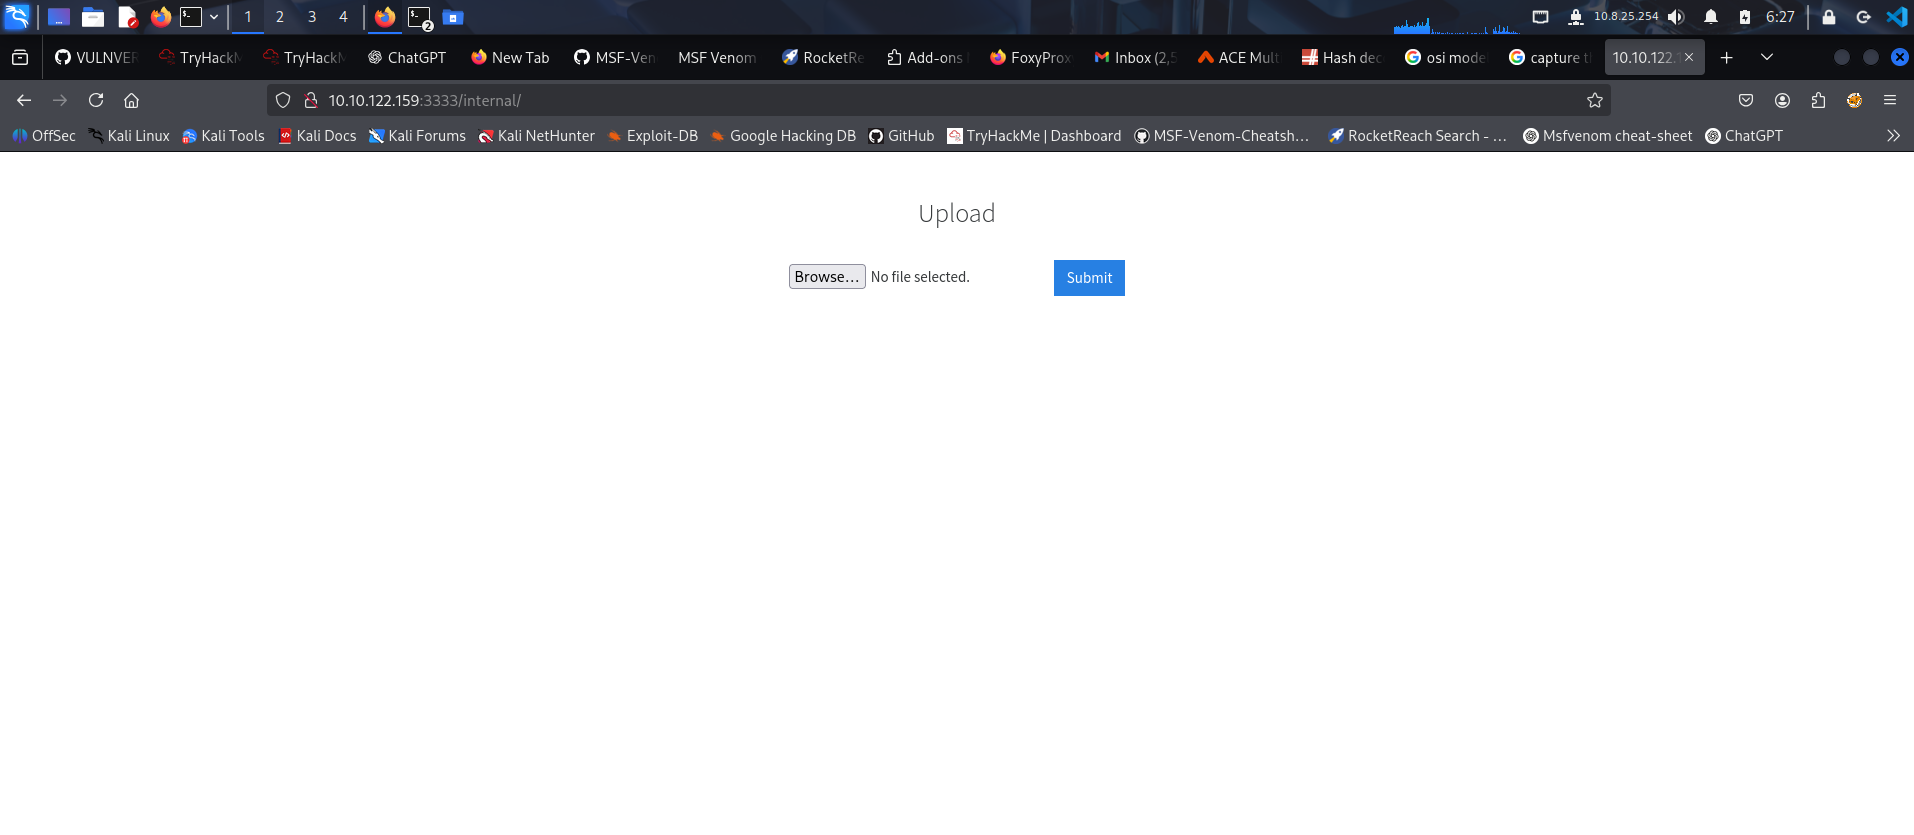 1 2 3 4 2 10.8.25.254 6:27
VULNVER TryHackM TryHackM ChatGPT New Tab MSF-Ven MSF Venom RocketRe Add-ons FoxyProx Inbox (2,5 ACE Mult Hash dec osi mode capture t 10.10.122.1
10.10.122.159:3333/internal/
OffSec Kali Linux Kali Tools Kali Docs Kali Forums Kali NetHunter Exploit-DB Google Hacking DB GitHub TryHackMe | Dashboard MSF-Venom-Cheatsh… RocketReach Search - … Msfvenom cheat-sheet ChatGPT
Upload
Browse… No file selected. Submit